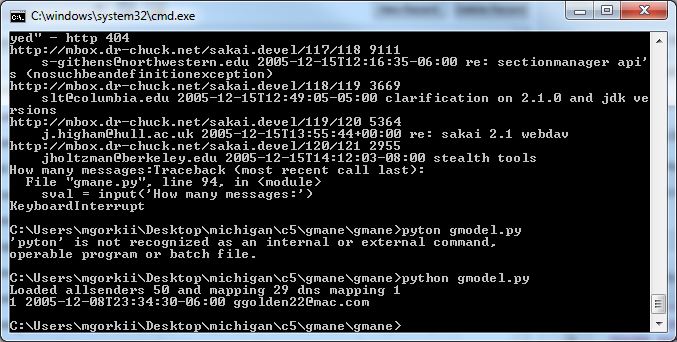 C:\windows\system32\cmd.exe
yed" - http 404
http://mbox.dr-chuck.net/sakai.devel/117/118 9111
s-githens@northwestern.edu 2005-12-15T12:16:35-06:00 re: sectionmanager api'
s (nosuchbeandefinitionexception)
http://mbox.dr-chuck.net/sakai.devel/118/119 3669
slt@columbia.edu 2005-12-15T12:49:05-05:00 clarification on 2.1.0 and jdk ve
rsions
http://mbox.dr-chuck.net/sakai.devel/119/120 5364
j.higham@hull.ac.uk 2005-12-15T13:55:44+00:00 re: sakai 2.1 webdav
http://mbox.dr-chuck.net/sakai.devel/120/121 2955
jholtzman@berkeley.edu 2005-12-15T14:12:03-08:00 stealth tools
How many messages:Traceback (most recent call last):
File "gmane.py", line 94, in <module>
sval = input('How many messages:')
KeyboardInterrupt
C:\Users\mgorkii\Desktop\michigan\c5\gmane\gmane>pyton gmodel.py
'pyton' is not recognized as an internal or external command,
operable program or batch file.
C:\Users\mgorkii\Desktop\michigan\c5\gmane\gmane>python gmodel.py
Loaded allsenders 50 and mapping 29 dns mapping 1
1 2005-12-08T23:34:30-06:00 ggolden22@mac.com
C:\Users\mgorkii\Desktop\michigan\c5\gmane\gmane>